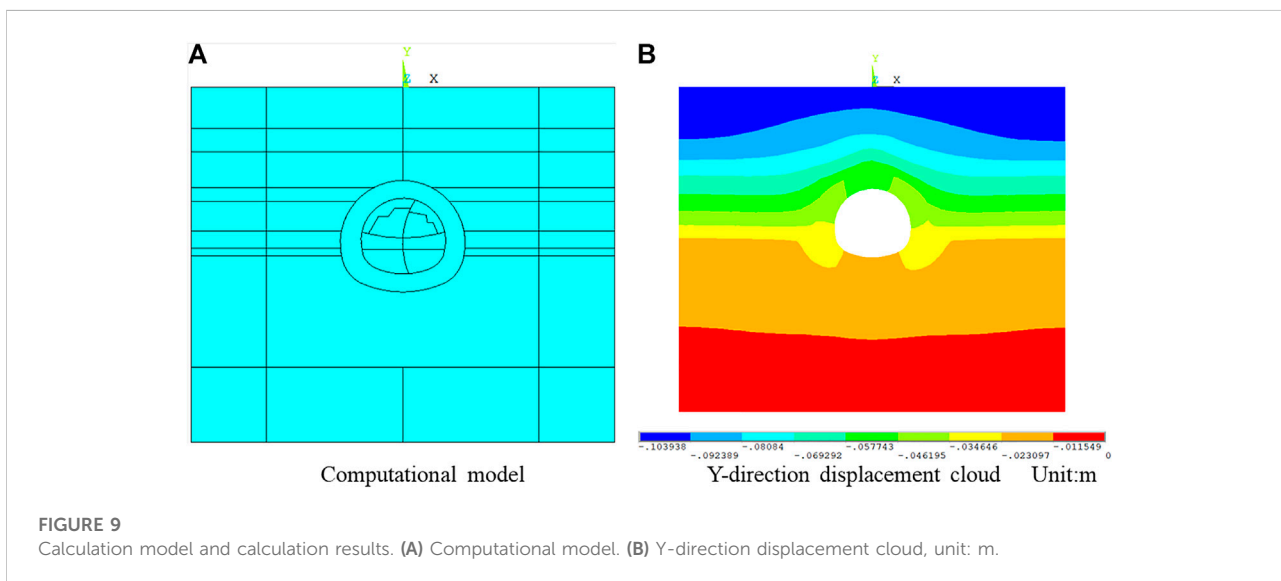 A
B
Y
Z X
Y
Z X
-.103938 -.08084 -.057743 -.034646 -.011549
-.092389 -.069292 -.046195 -.023097 0
Computational model
Y-direction displacement cloud Unit:m
FIGURE 9
Calculation model and calculation results. (A) Computational model. (B) Y-direction displacement cloud, unit: m.